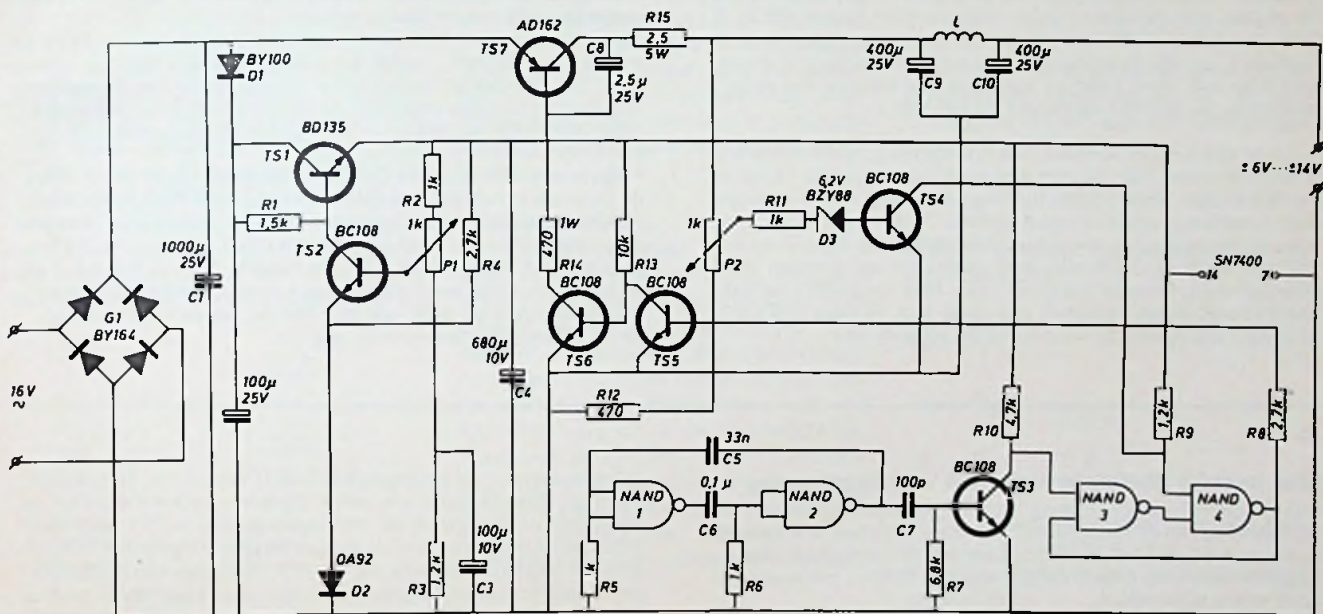 AD162
TS7
C8
2,5µ
25V
R15
2,5
5W
L
400µ
25V
C9
400µ
25V
C10
BY100
D1
BD135
TS1
R1
1,5k
BC108
TS2
1000µ
25V
C1
G1
BY164
16V
~
100µ
25V
1k
R2
1k
P1
2,7k
R4
680µ
10V
C4
1W
470
R14
10k
R13
BC108
TS6
BC108
TS5
1k
P2
R11
1k
6,2V
BZY88
D3
BC108
TS4
± 6V...±14V
SN7400
14
7
R12
470
4,7k
R10
1,2k
R9
2,7k
R8
33n
C5
NAND
1
0,1 µ
C6
NAND
2
100p
C7
BC108
TS3
NAND
3
NAND
4
OA92
D2
R3
1,2k
100µ
10V
C3
1k
R5
1k
R6
6,8k
R7